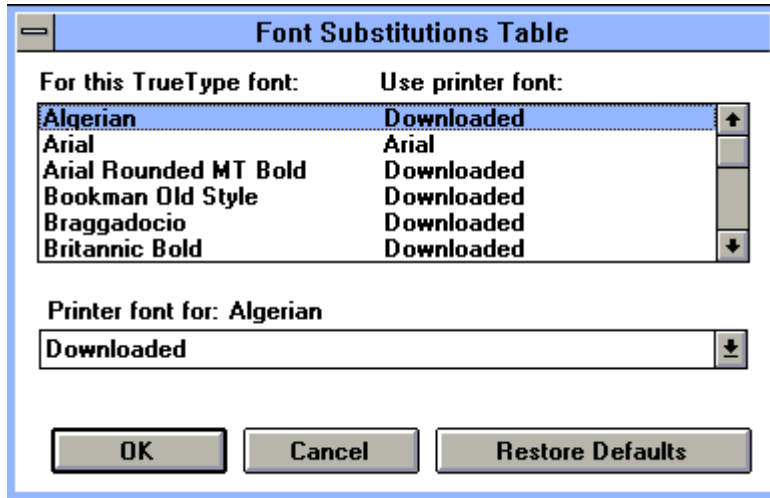 Font Substitutions Table
For this TrueType font: Use printer font:
Algerian Downloaded
Arial Arial
Arial Rounded MT Bold Downloaded
Bookman Old Style Downloaded
Braggadocio Downloaded
Britannic Bold Downloaded
Printer font for: Algerian
Downloaded
OK Cancel Restore Defaults